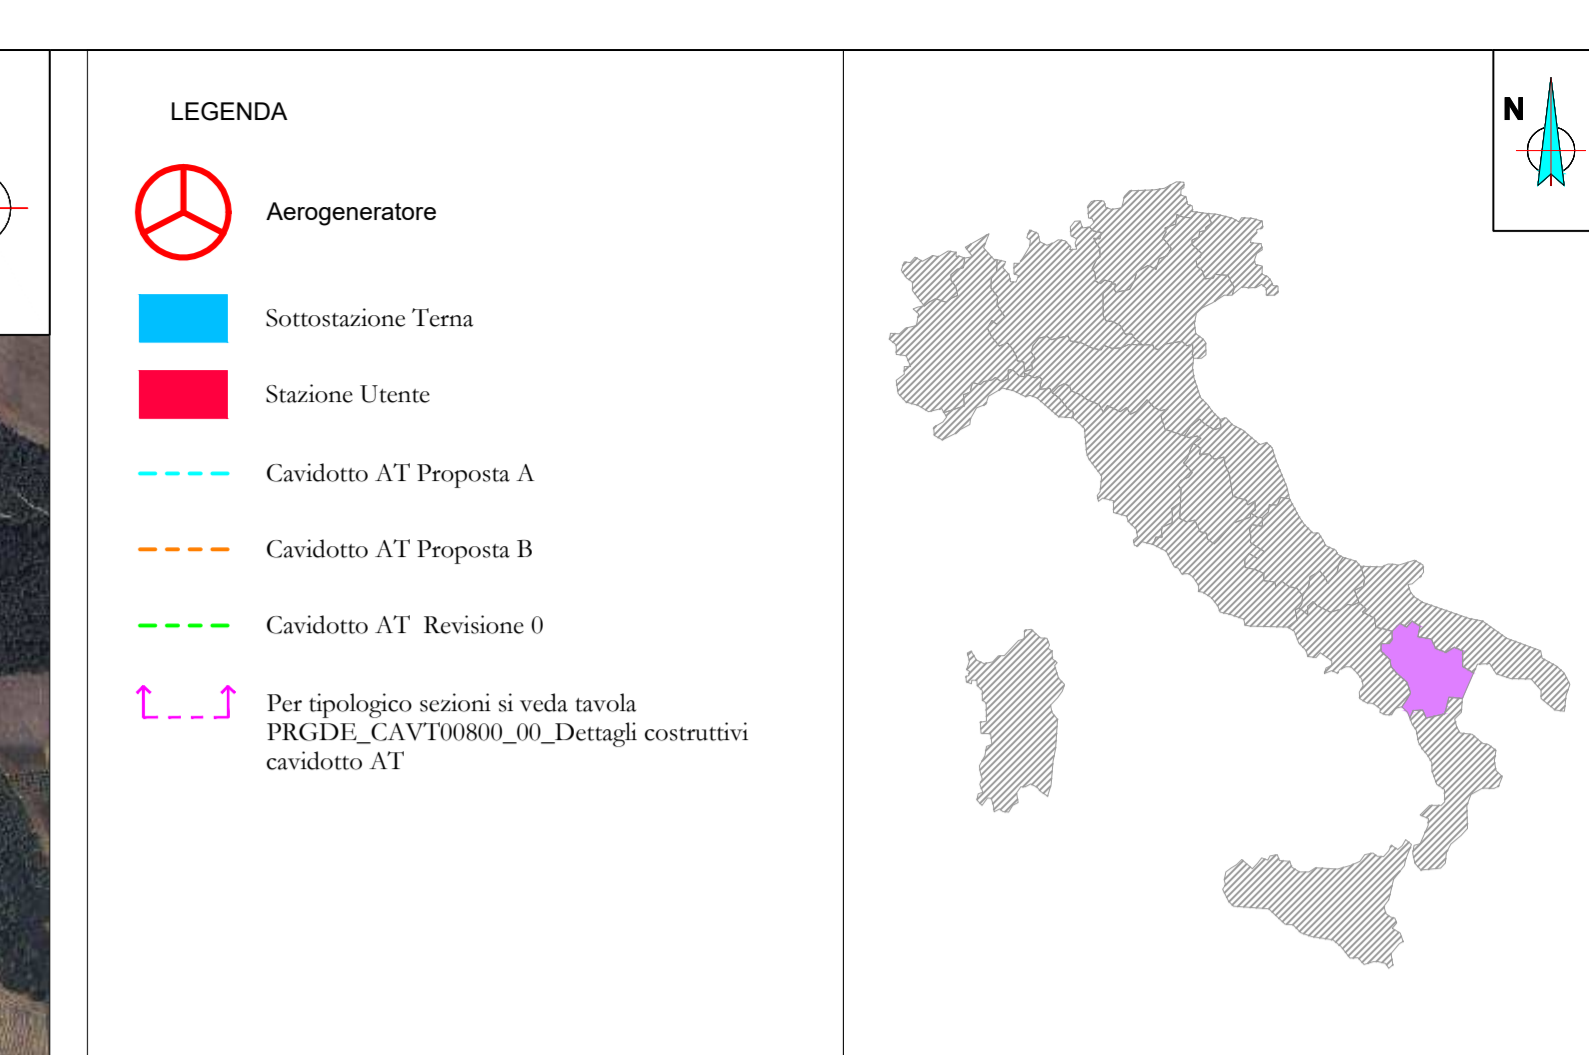 LEGENDA
Aerogeneratore
Sottostazione Terna
Stazione Utente
Cavidotto AT Proposta A
Cavidotto AT Proposta B
Cavidotto AT Revisione 0
Per tipologico sezioni si veda tavola
PRGDE_CAVT00800_00_Dettagli costruttivi
cavidotto AT
N